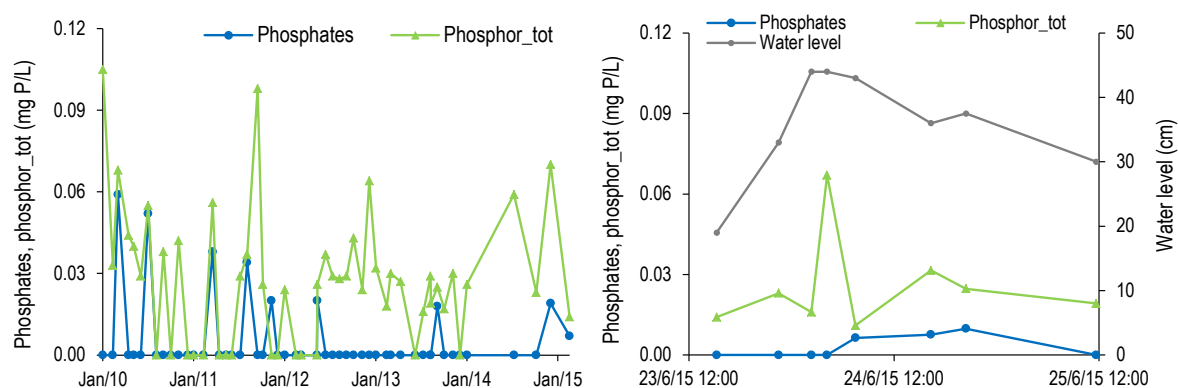 Phosphates Phosphor_tot
Phosphates, phosphor_tot (mg P/L)
0.12
0.09
0.06
0.03
0.00
Jan/10 Jan/11 Jan/12 Jan/13 Jan/14 Jan/15
Phosphates Phosphor_tot
Water level
Phosphates, phosphor_tot (mg P/L)
0.12
0.09
0.06
0.03
0.00
50
40
30
20
10
0
Water level (cm)
23/6/15 12:00 24/6/15 12:00 25/6/15 12:00